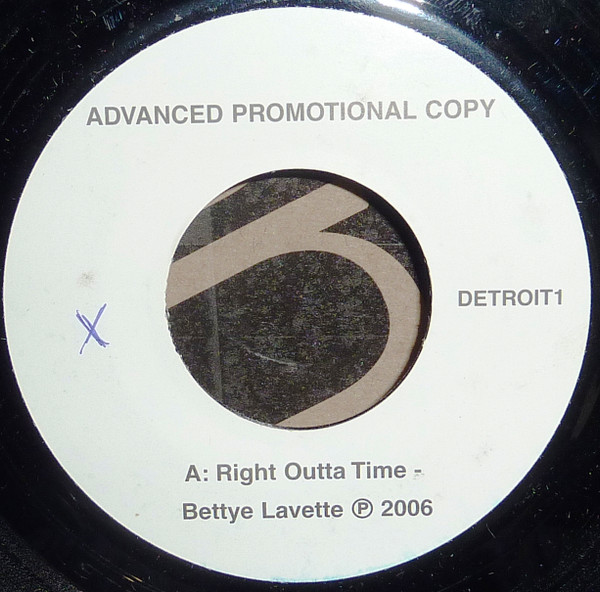 ADVANCED PROMOTIONAL COPY
X
DETROIT1
A: Right Outta Time -
Bettye Lavette ℗ 2006